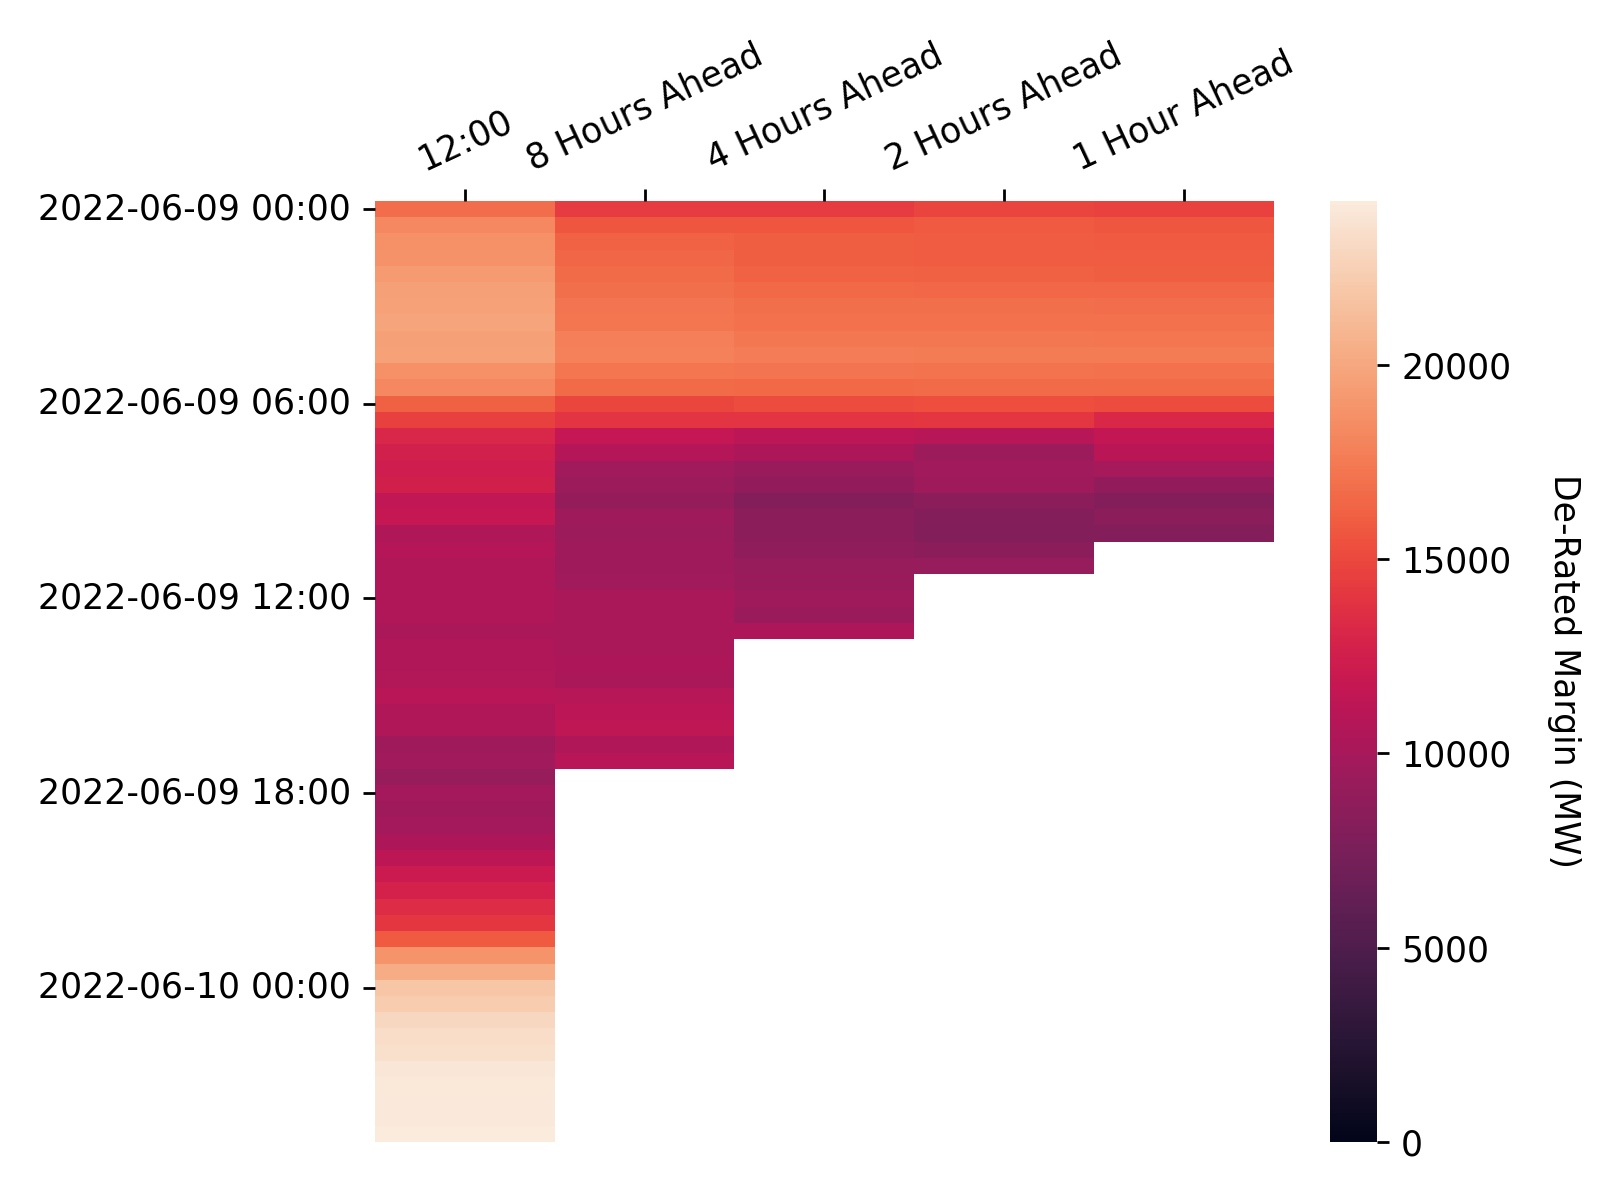 12:00
8 Hours Ahead
4 Hours Ahead
2 Hours Ahead
1 Hour Ahead
2022-06-09 00:00
2022-06-09 06:00
2022-06-09 12:00
2022-06-09 18:00
2022-06-10 00:00
20000
15000
10000
5000
0
De-Rated Margin (MW)